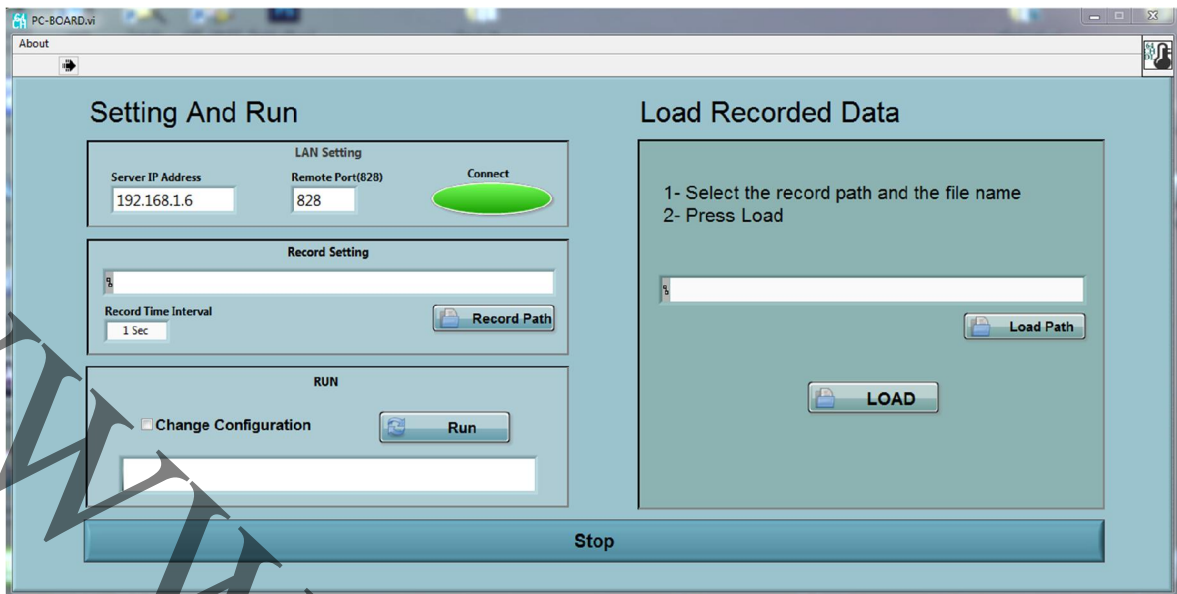 PC-BOARD.vi
About
Setting And Run
LAN Setting
Server IP Address
Remote Port(828)
Connect
192.168.1.6
828
Record Setting
Record Time Interval
1 Sec
Record Path
RUN
Change Configuration
Run
Load Recorded Data
1- Select the record path and the file name
2- Press Load
Load Path
LOAD
Stop